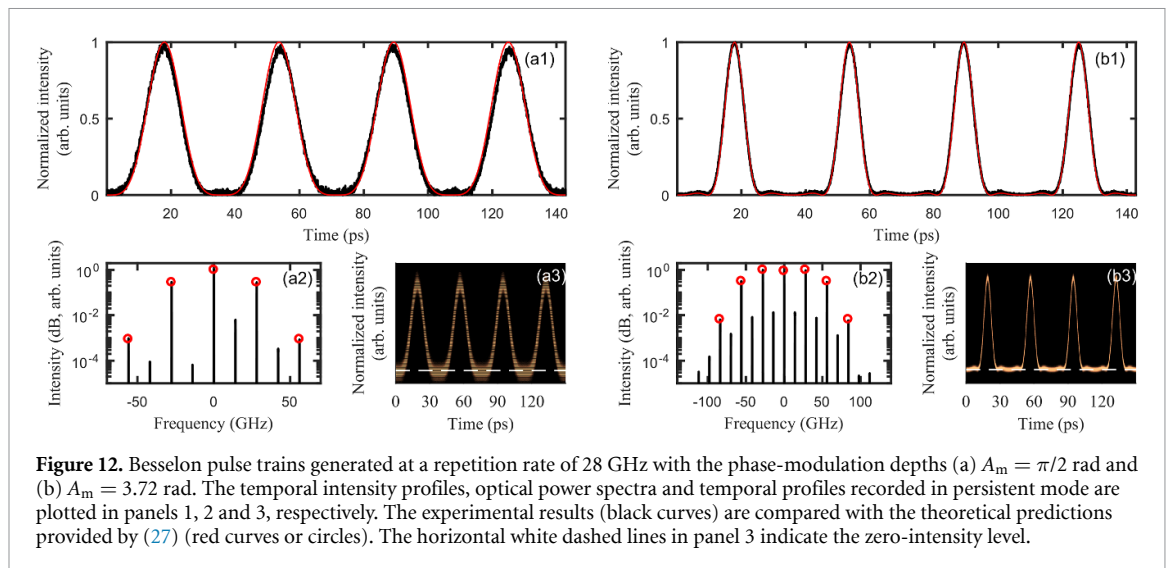 Normalized intensity
(arb. units)
1
0.5
0
(a1)
20 40 60 80 100 120 140
Time (ps)
Normalized intensity
(arb. units)
1
0.5
0
(b1)
20 40 60 80 100 120 140
Time (ps)
Intensity (dB, arb. units)
10^0
10^-2
10^-4
(a2)
-50 0 50
Frequency (GHz)
Normalized intensity
(arb. units)
(a3)
0 30 60 90 120
Time (ps)
Intensity (dB, arb. units)
10^0
10^-2
10^-4
(b2)
-100 -50 0 50 100
Frequency (GHz)
Normalized intensity
(arb. units)
(b3)
0 30 60 90 120
Time (ps)
Figure 12. Besselon pulse trains generated at a repetition rate of 28 GHz with the phase-modulation depths (a) A_m = π/2 rad and
(b) A_m = 3.72 rad. The temporal intensity profiles, optical power spectra and temporal profiles recorded in persistent mode are
plotted in panels 1, 2 and 3, respectively. The experimental results (black curves) are compared with the theoretical predictions
provided by (27) (red curves or circles). The horizontal white dashed lines in panel 3 indicate the zero-intensity level.